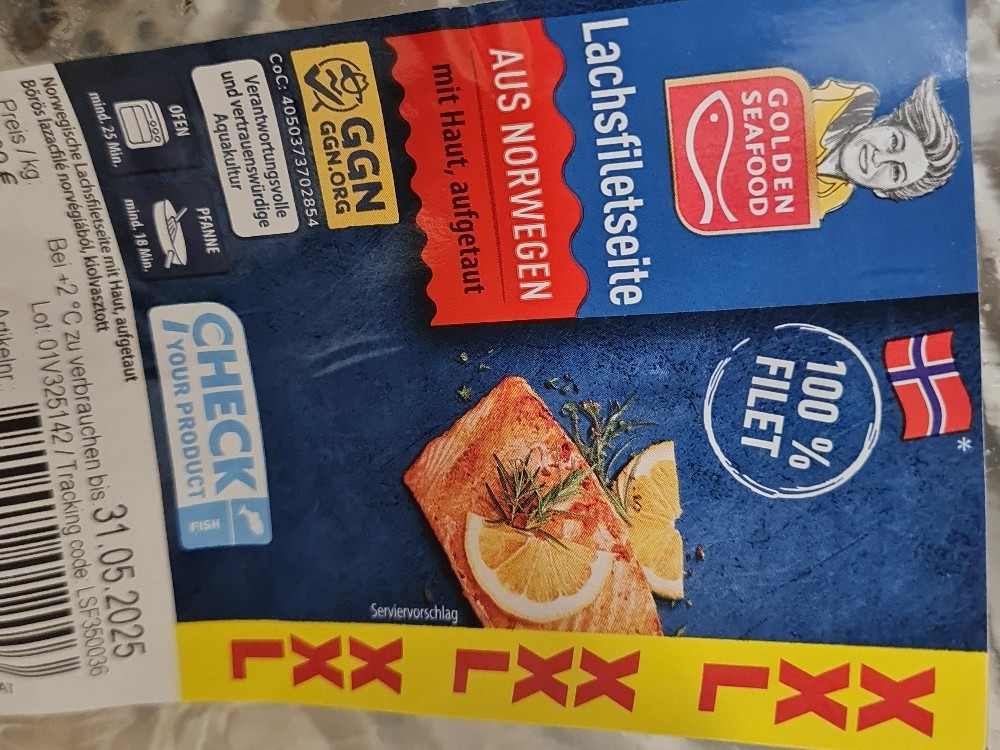 GOLDEN
SEAFOOD
Lachsfiletseite
AUS NORWEGEN
mit Haut, aufgetaut
*
100 %
FILET
GGN
GGN.ORG
CoC: 4050373702854
Verantwortungsvolle
und vertrauenswürdige
Aquakultur
OFEN
mind. 25 Min.
PFANNE
mind. 18 Min.
CHECK
YOUR PRODUCT
FISH
Serviervorschlag
XXL
XXL
XXL
Norwegische Lachsfiletseite mit Haut, aufgetaut
Bőrös lazacfilé norvégiából, kiolvasztott
Preis / kg:
€
Bei +2 °C zu verbrauchen bis: 31.05.2025
Lot: 01V325142 / Tracking code: LSF350036
Artikelnr.:
AT